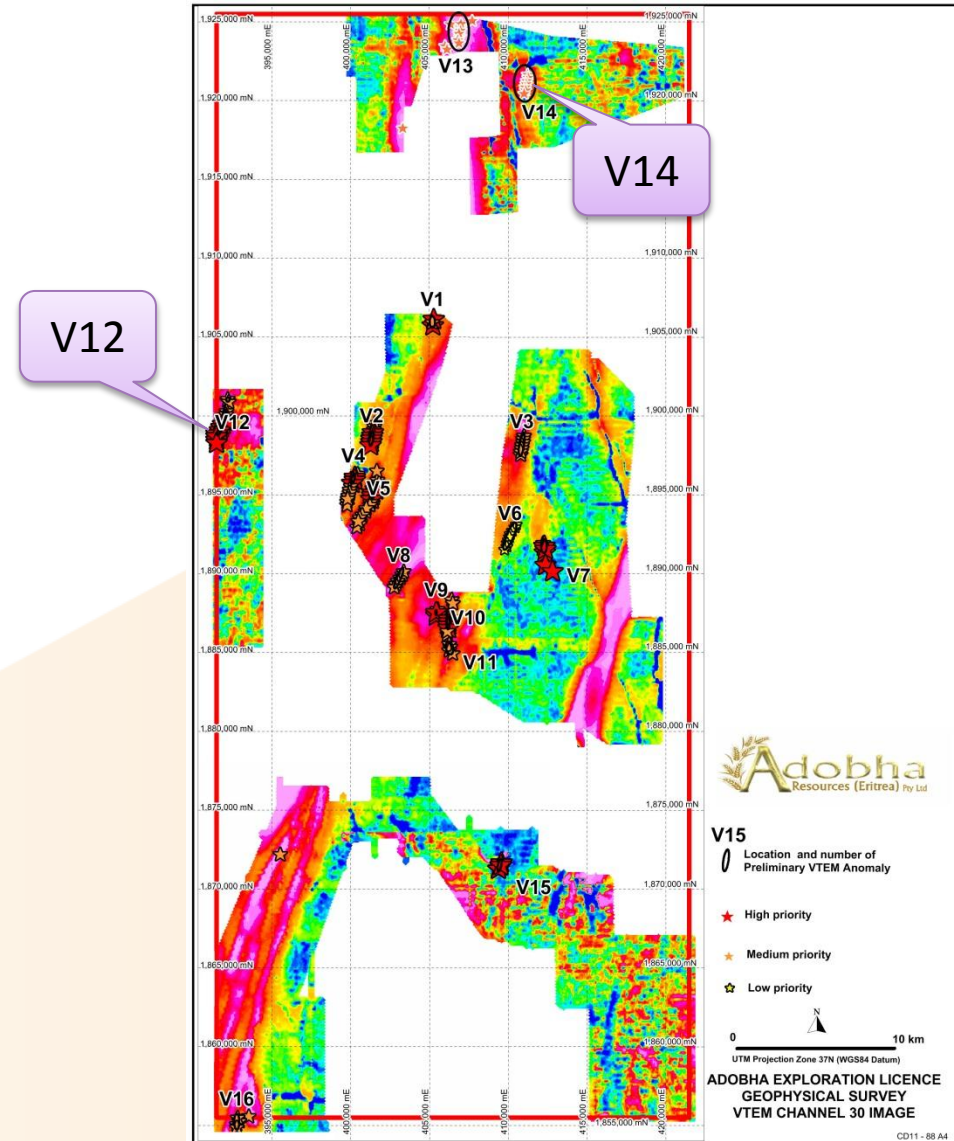 1,925,000 mN
1,925,000 mN
395,000 mE
400,000 mE
405,000 mE
410,000 mE
415,000 mE
420,000 mE
V13
1,920,000 mN
1,920,000 mN
V14
V14
1,915,000 mN
1,915,000 mN
1,910,000 mN
1,910,000 mN
V1
V12
1,905,000 mN
1,905,000 mN
1,900,000 mN
1,900,000 mN
V12
V2
V3
V4
V5
1,895,000 mN
1,895,000 mN
V6
1,890,000 mN
V8
V7
1,890,000 mN
V9
V10
1,885,000 mN
V11
1,885,000 mN
1,880,000 mN
1,880,000 mN
Adobha
Resources (Eritrea) Pty Ltd
1,875,000 mN
1,875,000 mN
V15
Location and number of
Preliminary VTEM Anomaly
1,870,000 mN
V15
1,870,000 mN
High priority
Medium priority
1,865,000 mN
1,865,000 mN
Low priority
N
0 10 km
1,860,000 mN
1,860,000 mN
UTM Projection Zone 37N (WGS84 Datum)
ADOBHA EXPLORATION LICENCE
GEOPHYSICAL SURVEY
VTEM CHANNEL 30 IMAGE
V16
395,000 mE
400,000 mE
405,000 mE
410,000 mE
415,000 mE
420,000 mE
1,855,000 mN
CD11 - 88 A4